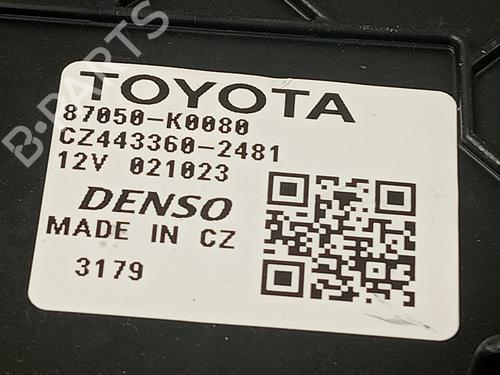 B-PARTS
TOYOTA
87050-K0080
CZ443360-2481
12V 021023
DENSO
MADE IN CZ
3179